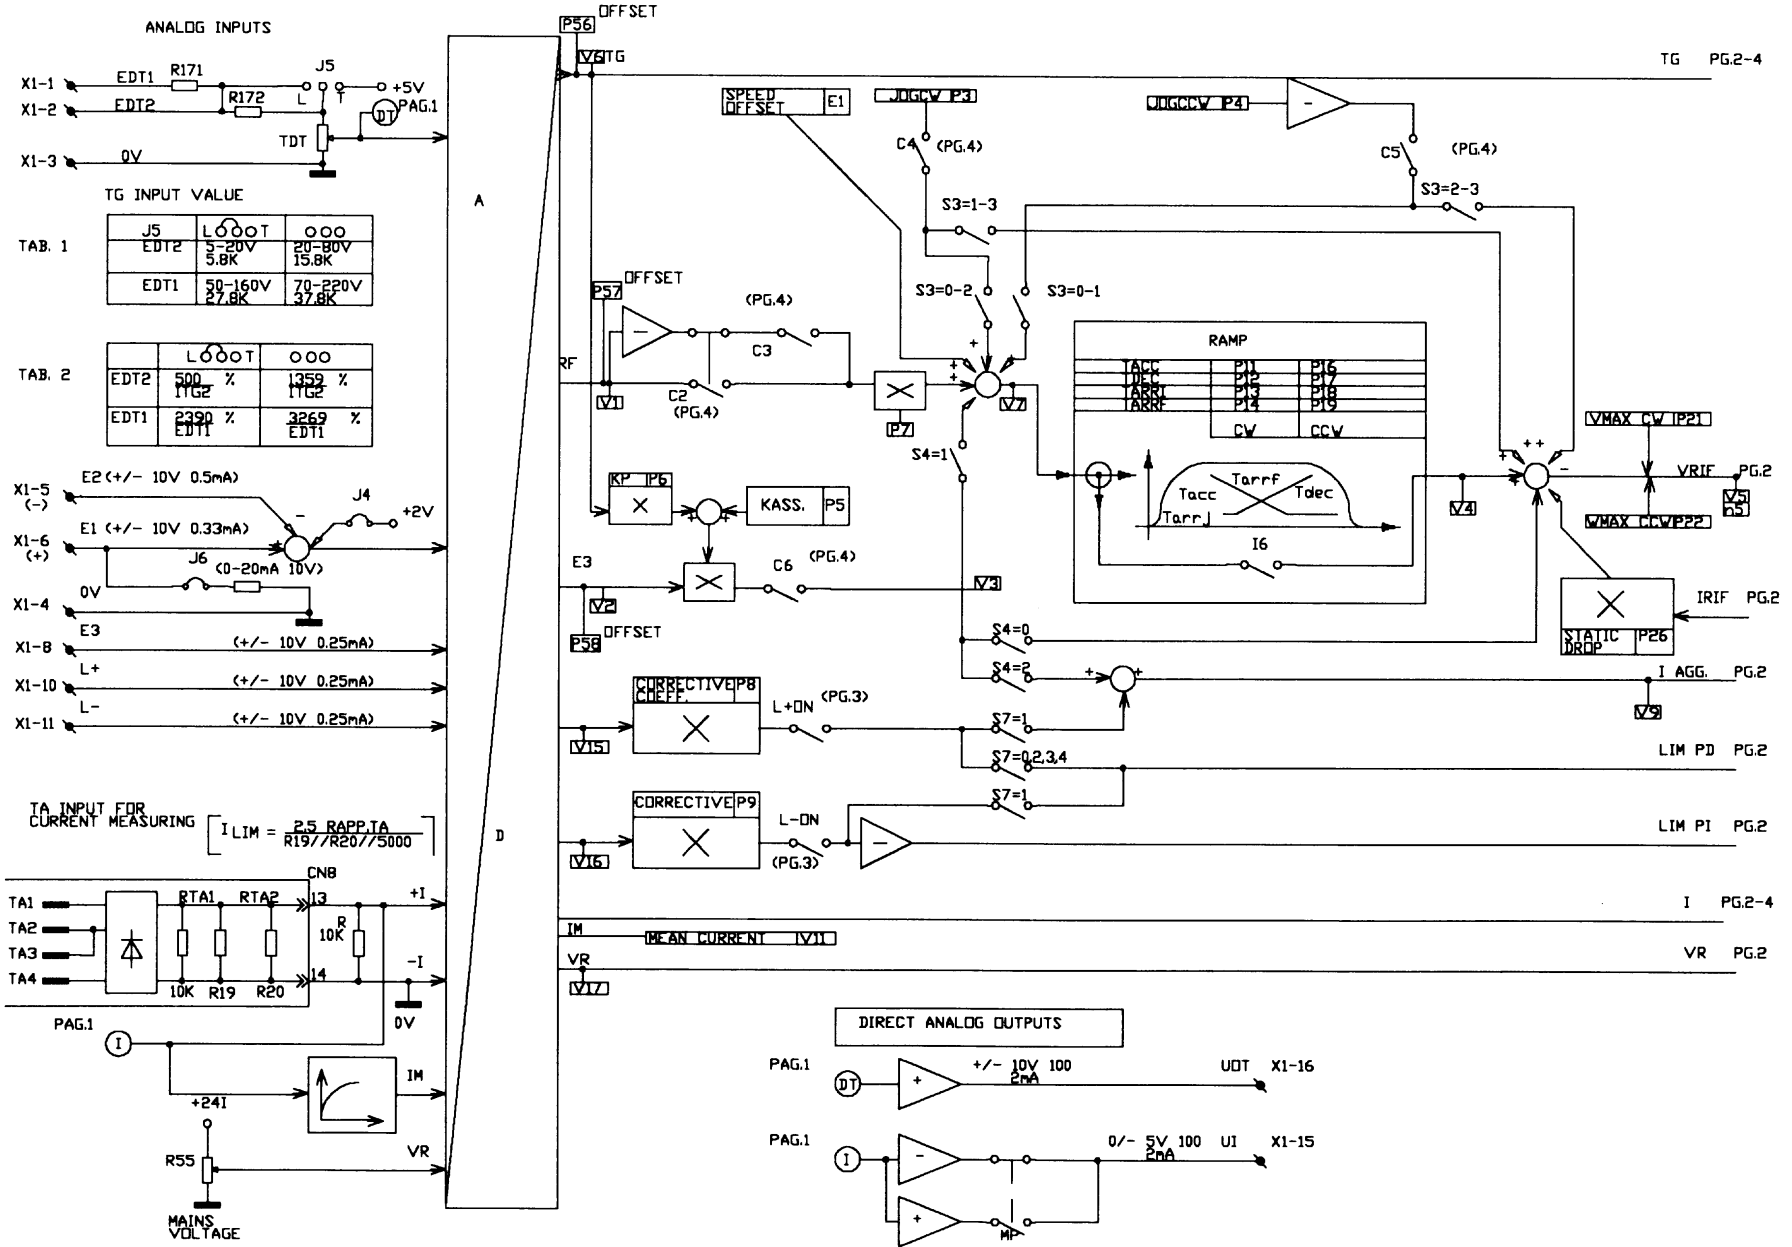 ANALOG INPUTS
X1-1
EDT1
R171
J5
L
T
+5V
X1-2
EDT2
R172
DT
PAG.1
TDT
X1-3
0V
TG INPUT VALUE
TAB. 1
J5
L T
EDT2
5-20V
5.8K
20-80V
15.8K
EDT1
50-160V
27.8K
70-220V
37.8K
TAB. 2
L T
EDT2
500 %
ITG2
1359 %
ITG2
EDT1
2390 %
EDT1
3269 %
EDT1
X1-5
(-)
E2 (+/- 10V 0.5mA)
-
J4
+2V
X1-6
(+)
E1 (+/- 10V 0.33mA)
+
J6
(0-20mA 10V)
X1-4
0V
X1-8
E3
(+/- 10V 0.25mA)
X1-10
L+
(+/- 10V 0.25mA)
X1-11
L-
(+/- 10V 0.25mA)
TA INPUT FOR
CURRENT MEASURING
I LIM = 2.5 RAPP.TA
R19//R20//5000
CN8
TA1
TA2
TA3
TA4
RTA1
RTA2
13
14
10K
R19
R20
R
10K
+I
-I
0V
PAG.1
I
IM
+24I
R55
VR
MAINS
VOLTAGE
A
D
P56
OFFSET
V6
TG
TG PG.2-4
SPEED
OFFSET
E1
JOGCW P3
C4
(PG.4)
JOGCCW P4
-
C5
(PG.4)
S3=1-3
S3=2-3
S3=0-2
S3=0-1
P57
OFFSET
(PG.4)
-
C3
RF
V1
C2
(PG.4)
P7
+
+
+
+
+
V7
S4=1
RAMP
TACC P11 P16
TDEC P12 P17
TARRI P13 P18
TARRF P14 P19
CW CCW
Tarrf
Tacc
Tdec
Tarrj
I6
V4
+
+ +
-
VMAX CW P21
VRIF PG.2
V5
n5
WMAX CCW P22
IRIF PG.2
STATIC
DROP
P26
KP P6
+
+
KASS. P5
E3
V2
C6
(PG.4)
V3
P58
OFFSET
S4=0
S4=2
+
+
I AGG. PG.2
V9
CORRECTIVE
COEFF.
P8
L+ON
(PG.3)
V15
S7=1
S7=0,2,3,4
LIM PD PG.2
S7=1
CORRECTIVE P9
L-ON
(PG.3)
V16
-
LIM PI PG.2
I PG.2-4
IM
MEAN CURRENT V11
VR
V17
VR PG.2
DIRECT ANALOG OUTPUTS
PAG.1
DT
+
+/- 10V 100
2mA
UDT X1-16
PAG.1
I
-
0/- 5V 100
2mA
UI X1-15
+
MP